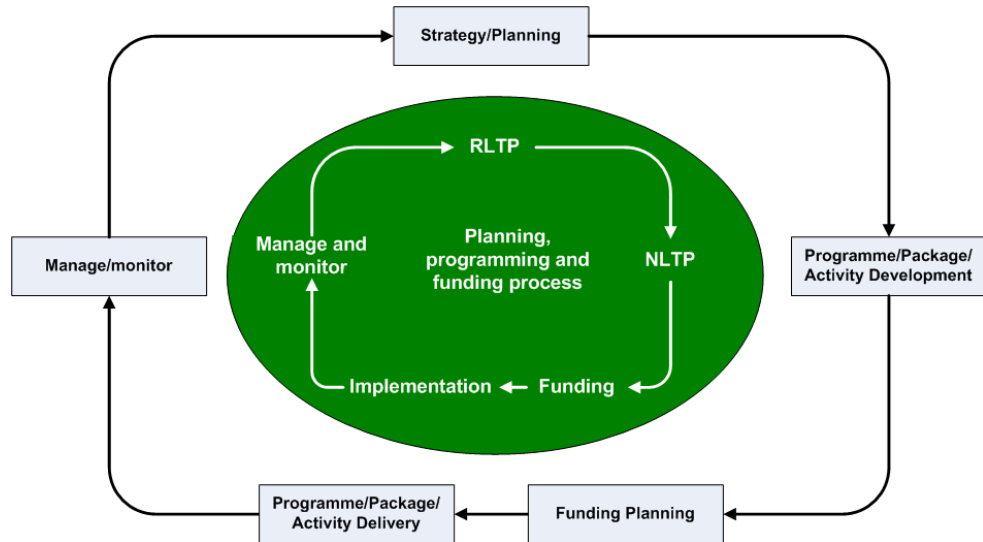 Strategy/Planning
RLTP
Manage/monitor
Manage and
monitor
Planning,
programming and
funding process
NLTP
Programme/Package/
Activity Development
Implementation
Funding
Programme/Package/
Activity Delivery
Funding Planning